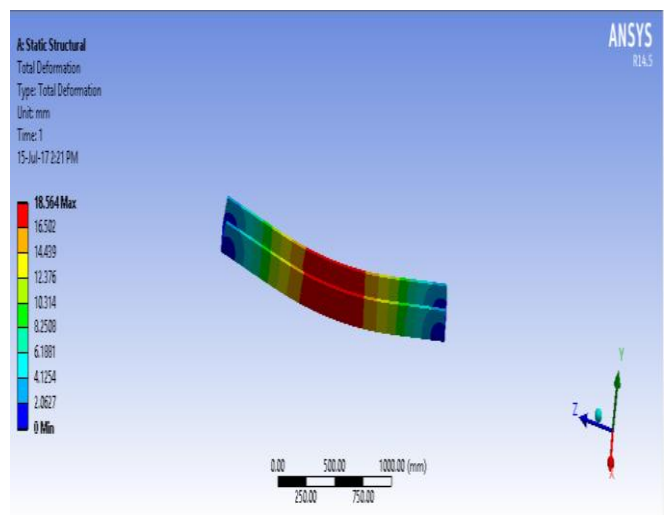 A: Static Structural
Total Deformation
Type: Total Deformation
Unit: mm
Time: 1
15-Jul-17 2:21 PM
ANSYS
R14.5
18.564 Max
16.502
14.439
12.376
10.314
8.2508
6.1881
4.1254
2.0627
0 Min
Y
Z
X
0.00 500.00 1000.00 (mm)
250.00 750.00